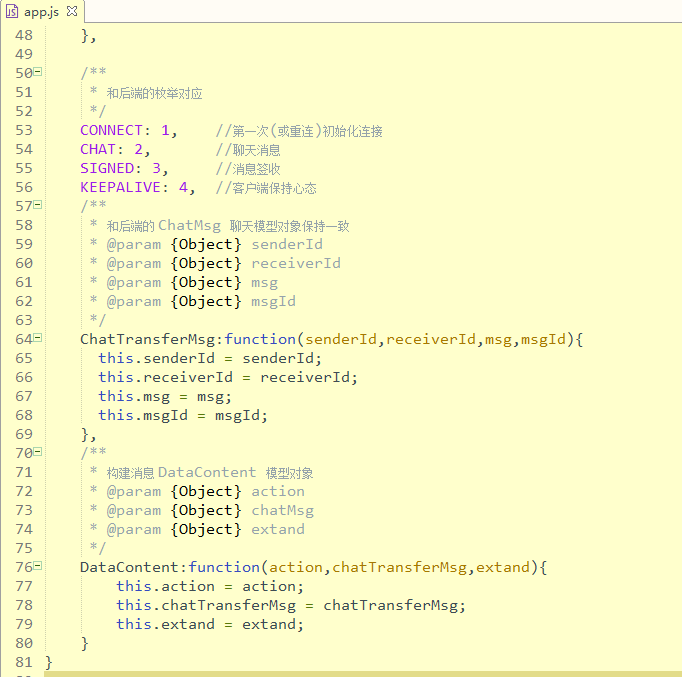 app.js
48 },
49
50 /**
51 * 和后端的枚举对应
52 */
53 CONNECT: 1, //第一次(或重连)初始化连接
54 CHAT: 2, //聊天消息
55 SIGNED: 3, //消息签收
56 KEEPALIVE: 4, //客户端保持心态
57 /**
58 * 和后端的 ChatMsg 聊天模型对象保持一致
59 * @param {Object} senderId
60 * @param {Object} receiverId
61 * @param {Object} msg
62 * @param {Object} msgId
63 */
64 ChatTransferMsg:function(senderId,receiverId,msg,msgId){
65 this.senderId = senderId;
66 this.receiverId = receiverId;
67 this.msg = msg;
68 this.msgId = msgId;
69 },
70 /**
71 * 构建消息 DataContent 模型对象
72 * @param {Object} action
73 * @param {Object} chatMsg
74 * @param {Object} extand
75 */
76 DataContent:function(action,chatTransferMsg,extand){
77 this.action = action;
78 this.chatTransferMsg = chatTransferMsg;
79 this.extand = extand;
80 }
81 }